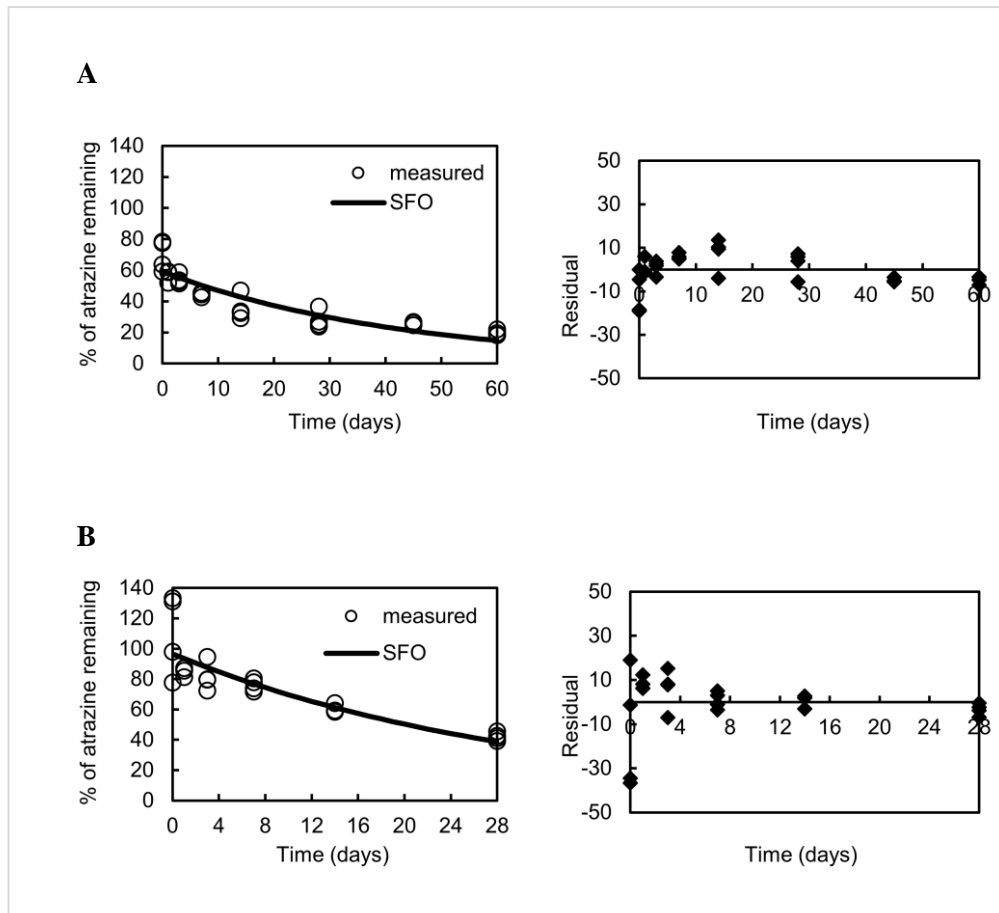 A
% of atrazine remaining
140
120
100
80
60
40
20
0
measured
SFO
0 10 20 30 40 50 60
Time (days)
Residual
50
30
10
-10
-30
-50
0 10 20 30 40 50 60
Time (days)
B
% of atrazine remaining
140
120
100
80
60
40
20
0
measured
SFO
0 4 8 12 16 20 24 28
Time (days)
Residual
50
30
10
-10
-30
-50
0 4 8 12 16 20 24 28
Time (days)